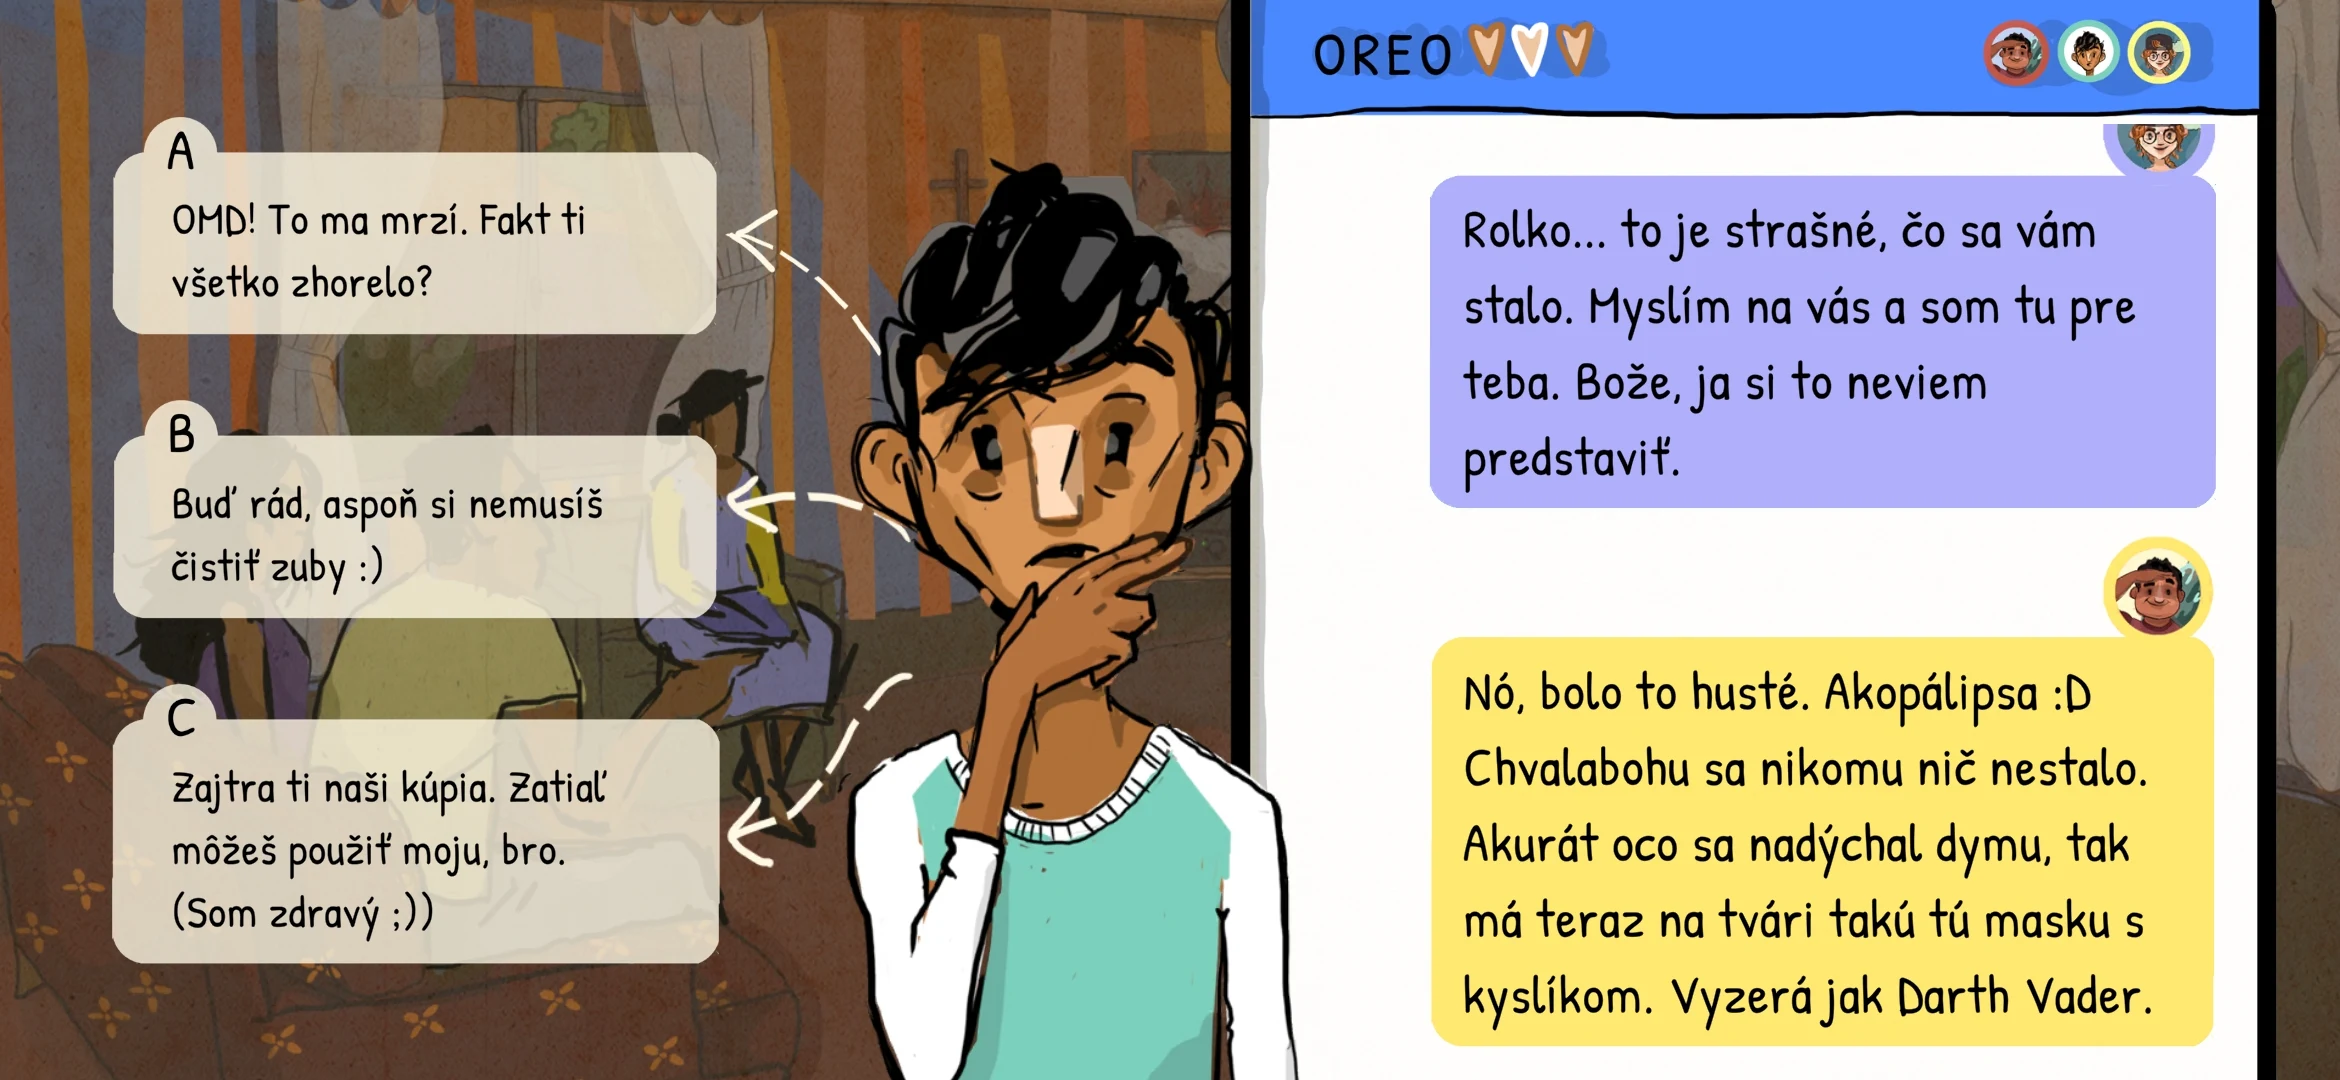 A
OMD! To ma mrzí. Fakt ti
všetko zhorelo?
B
Buď rád, aspoň si nemusíš
čistiť zuby :)
C
Zajtra ti naši kúpia. Zatiaľ
môžeš použiť moju, bro.
(Som zdravý ;))
OREO
Rolko... to je strašné, čo sa vám
stalo. Myslím na vás a som tu pre
teba. Bože, ja si to neviem
predstaviť.
Nó, bolo to husté. Akopálipsa :D
Chvalabohu sa nikomu nič nestalo.
Akurát oco sa nadýchal dymu, tak
má teraz na tvári takú tú masku s
kyslíkom. Vyzerá jak Darth Vader.